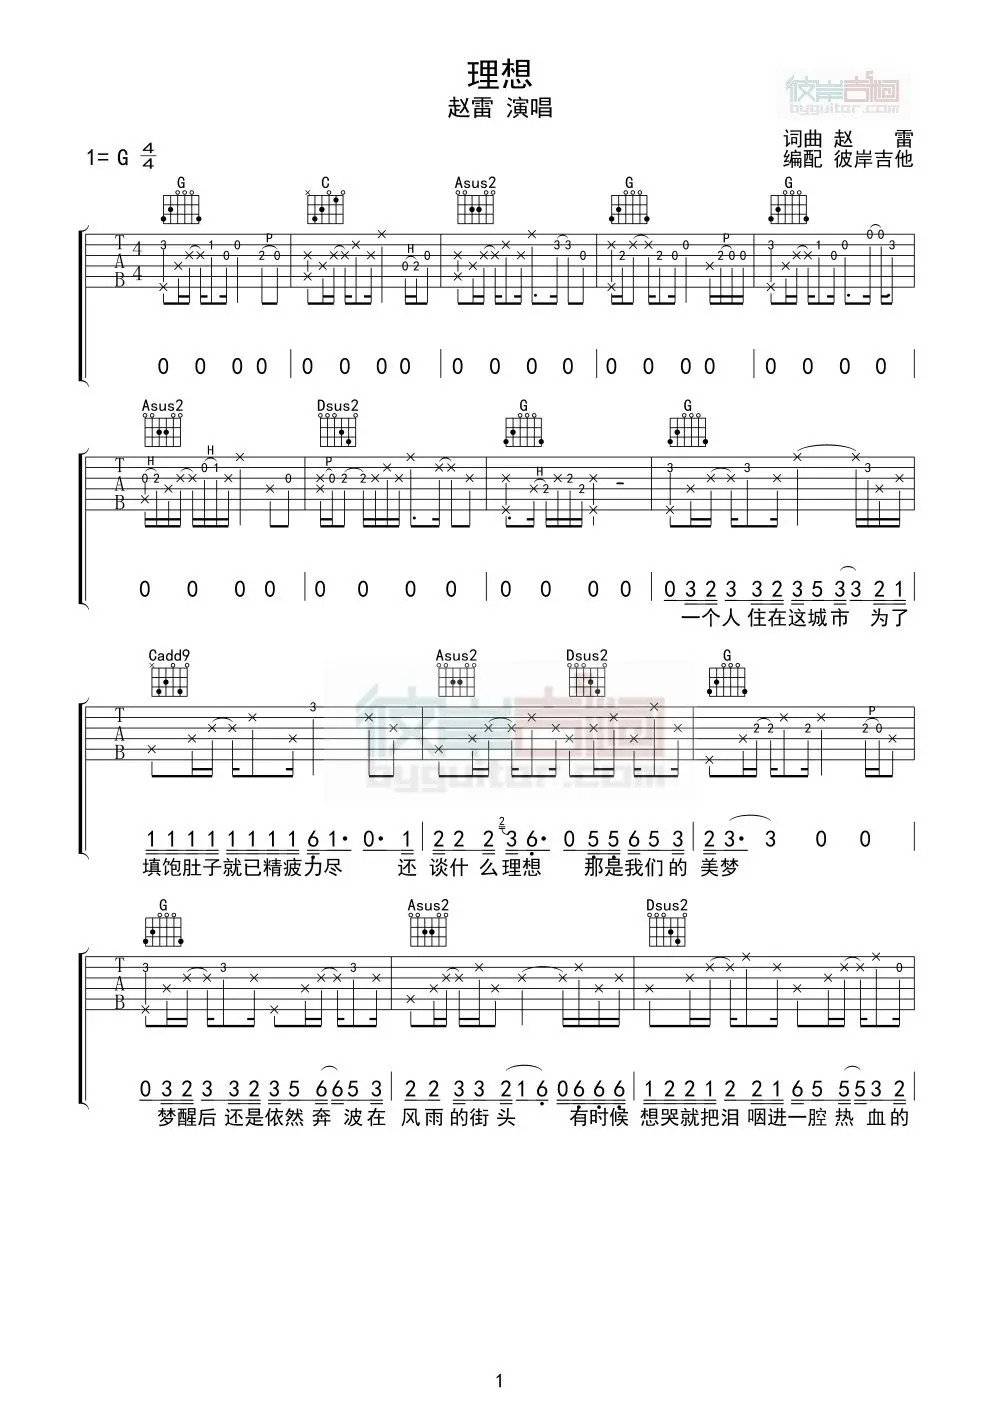 理想
赵雷 演唱
彼岸吉他
byguitar.com
词曲 赵 雷
1= G 4/4
编配 彼岸吉他
G C Asus2 G G
T A B 4 4
0 0 0 0 0 0 0 0 0 0 0 0 0 0 0 0 0 0 0 0
Asus2 Dsus2 G G
T A B
0 0 0 0 0 0 0 0 0 0 0 0 0 3 2 3 3 2 3 5 3 3 2 1
一个人 住在这城市 为了
Cadd9 Asus2 Dsus2 G
T A B
彼岸吉他
byguitar.com
1 1 1 1 1 1 1 1 6 1· 0· 1 2 2 2 2 3 6· 0 5 5 6 5 3 2 3· 3 0 0
填饱肚子就已精疲力尽 还 谈什么理想 那是我们的 美梦
G Asus2 Dsus2
T A B
0 3 2 3 3 2 3 5 6 6 5 3 2 2 3 2 1 6 0 6 6 6 1 2 2 1 2 2 1 6 5 5 3 2
梦醒后 还是依然奔 波在 风雨的街头 有时候 想哭就把泪 咽进一腔热 血的
1